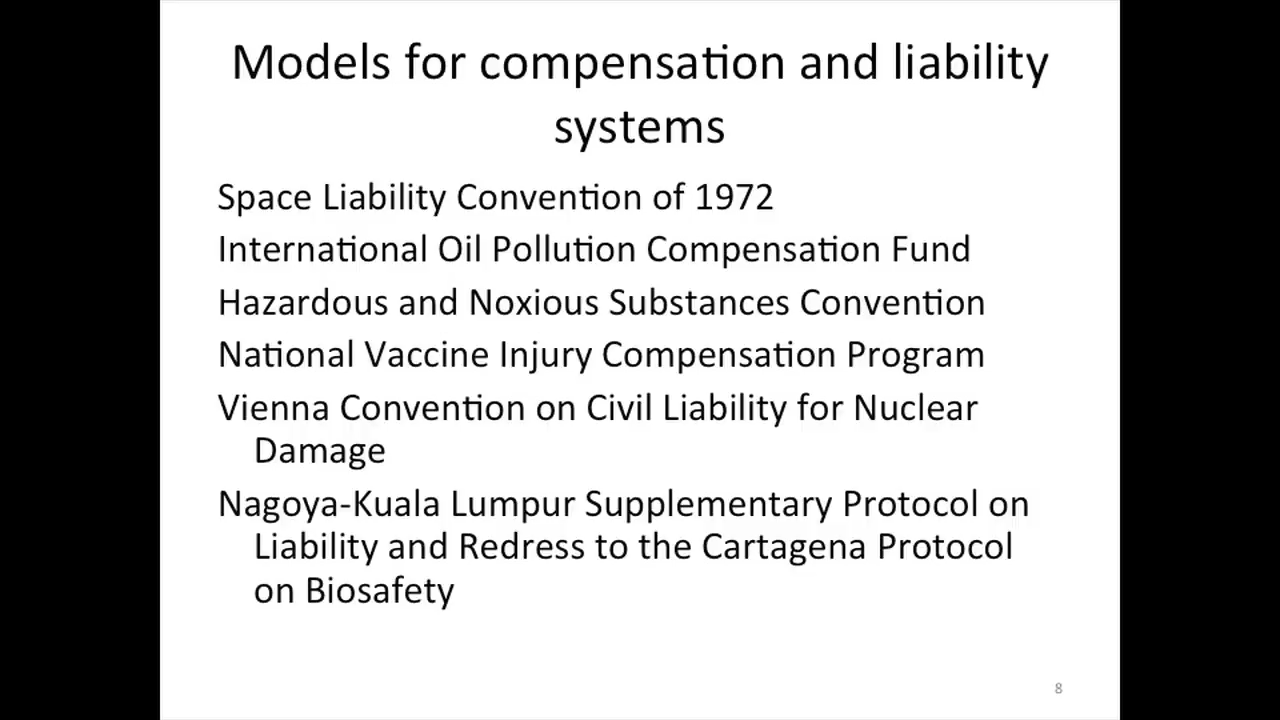 Models for compensation and liability
systems
Space Liability Convention of 1972
International Oil Pollution Compensation Fund
Hazardous and Noxious Substances Convention
National Vaccine Injury Compensation Program
Vienna Convention on Civil Liability for Nuclear
Damage
Nagoya-Kuala Lumpur Supplementary Protocol on
Liability and Redress to the Cartagena Protocol
on Biosafety
8